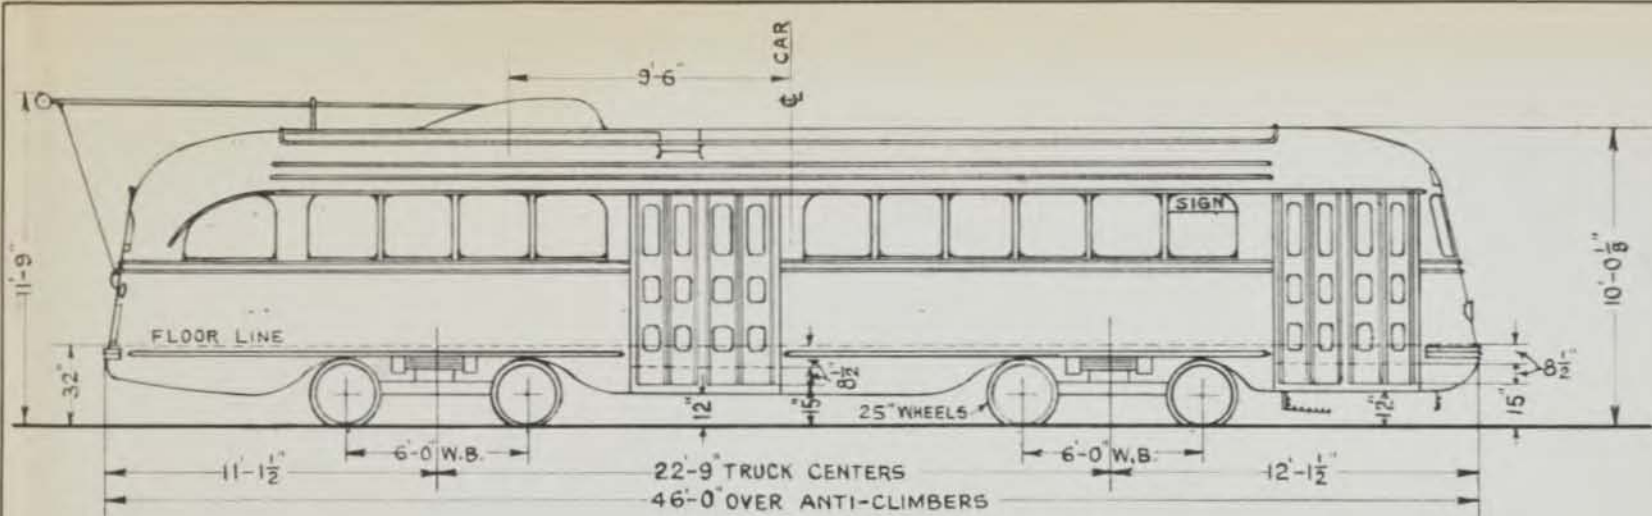 ℄ CAR
9'-6"
11'-9"
SIGN
10'-0 1/8"
FLOOR LINE
32"
8 1/2"
12"
15"
25" WHEELS
12"
8 1/2"
15"
6'-0" W.B.
6'-0" W.B.
11'-1 1/2"
22'-9" TRUCK CENTERS
12'-1 1/2"
46'-0" OVER ANTI-CLIMBERS